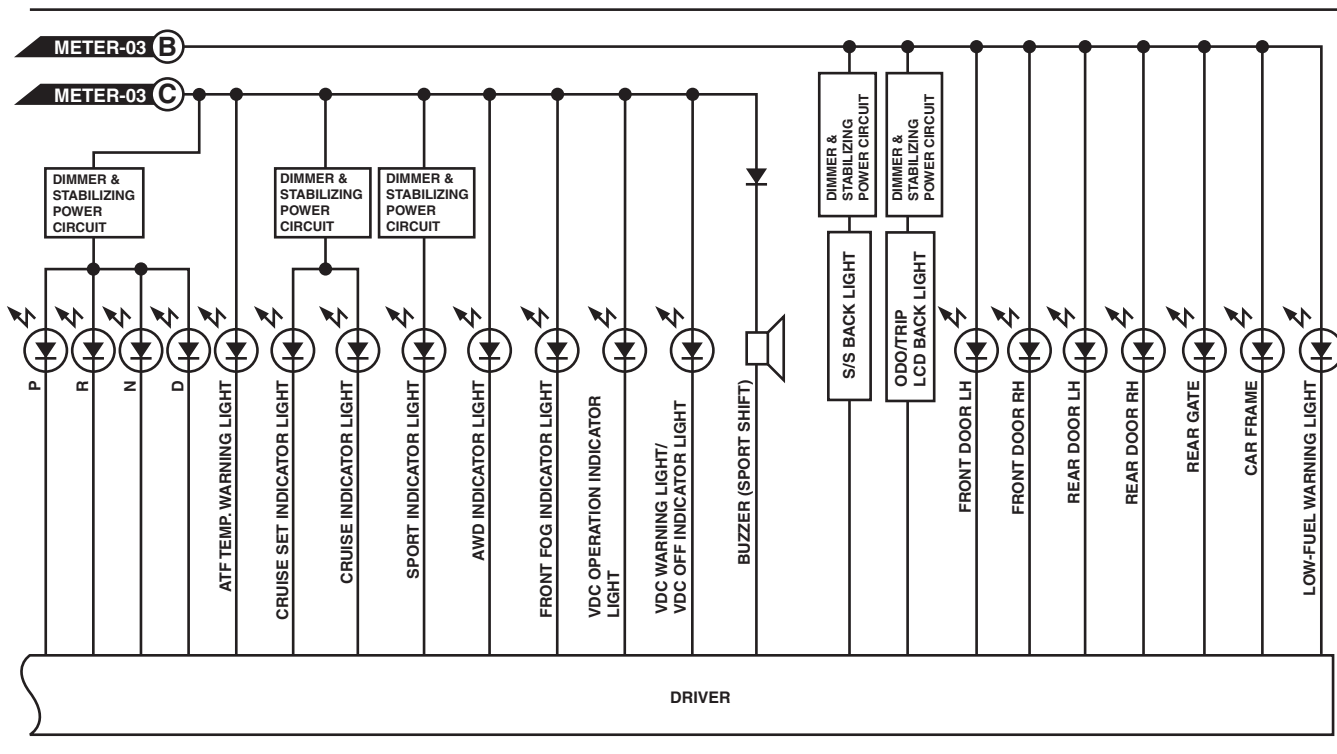 METER-03 B
METER-03 C
DIMMER &
STABILIZING
POWER
CIRCUIT
DIMMER &
STABILIZING
POWER
CIRCUIT
DIMMER &
STABILIZING
POWER
CIRCUIT
DIMMER &
STABILIZING
POWER CIRCUIT
DIMMER &
STABILIZING
POWER CIRCUIT
S/S BACK LIGHT
ODO/TRIP
LCD BACK LIGHT
P
R
N
D
ATF TEMP. WARNING LIGHT
CRUISE SET INDICATOR LIGHT
CRUISE INDICATOR LIGHT
SPORT INDICATOR LIGHT
AWD INDICATOR LIGHT
FRONT FOG INDICATOR LIGHT
VDC OPERATION INDICATOR
LIGHT
VDC WARNING LIGHT/
VDC OFF INDICATOR LIGHT
BUZZER (SPORT SHIFT)
FRONT DOOR LH
FRONT DOOR RH
REAR DOOR LH
REAR DOOR RH
REAR GATE
CAR FRAME
LOW-FUEL WARNING LIGHT
DRIVER